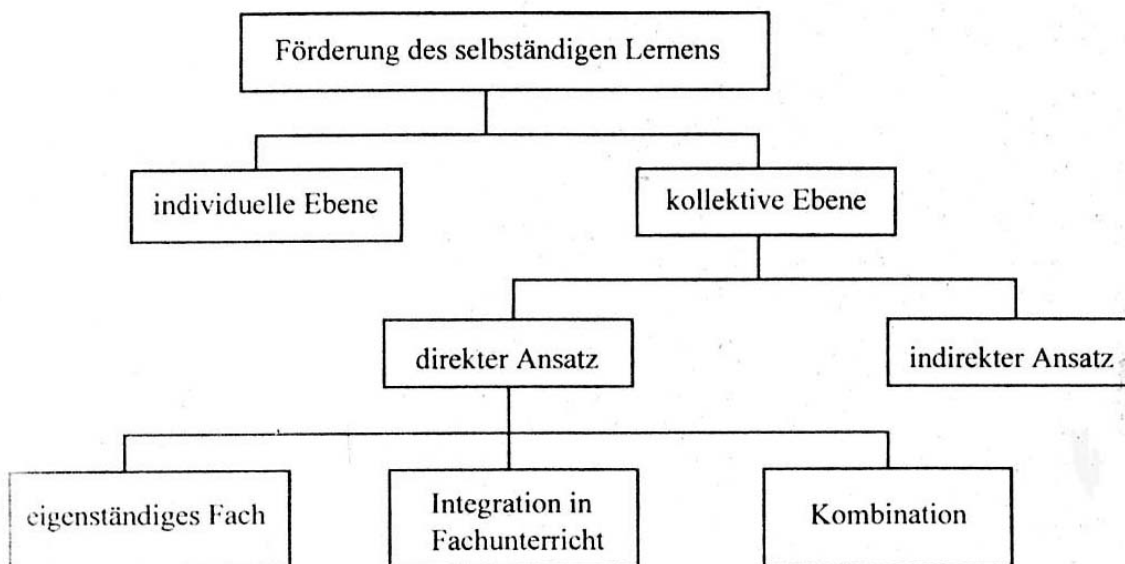 Förderung des selbständigen Lernens
individuelle Ebene
kollektive Ebene
direkter Ansatz
indirekter Ansatz
eigenständiges Fach
Integration in
Fachunterricht
Kombination